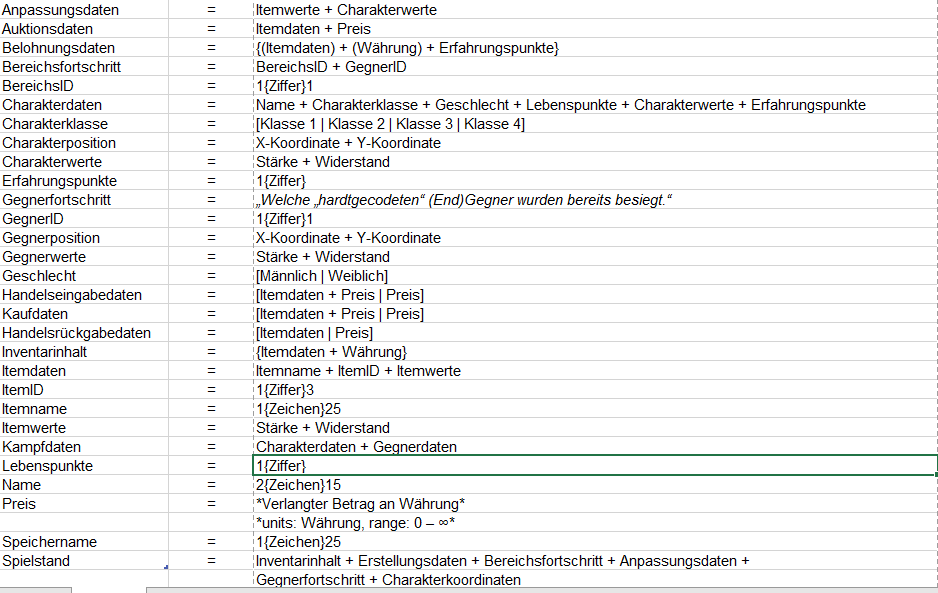 Anpassungsdaten = Itemwerte + Charakterwerte
Auktionsdaten = Itemdaten + Preis
Belohnungsdaten = {(Itemdaten) + (Währung) + Erfahrungspunkte}
Bereichsfortschritt = BereichsID + GegnerID
BereichsID = 1{Ziffer}1
Charakterdaten = Name + Charakterklasse + Geschlecht + Lebenspunkte + Charakterwerte + Erfahrungspunkte
Charakterklasse = [Klasse 1 | Klasse 2 | Klasse 3 | Klasse 4]
Charakterposition = X-Koordinate + Y-Koordinate
Charakterwerte = Stärke + Widerstand
Erfahrungspunkte = 1{Ziffer}
Gegnerfortschritt = „Welche „hardtgecodeten“ (End)Gegner wurden bereits besiegt.“
GegnerID = 1{Ziffer}1
Gegnerposition = X-Koordinate + Y-Koordinate
Gegnerwerte = Stärke + Widerstand
Geschlecht = [Männlich | Weiblich]
Handelseingabedaten = [Itemdaten + Preis | Preis]
Kaufdaten = [Itemdaten + Preis | Preis]
Handelsrückgabedaten = [Itemdaten | Preis]
Inventarinhalt = {Itemdaten + Währung}
Itemdaten = Itemname + ItemID + Itemwerte
ItemID = 1{Ziffer}3
Itemname = 1{Zeichen}25
Itemwerte = Stärke + Widerstand
Kampfdaten = Charakterdaten + Gegnerdaten
Lebenspunkte = 1{Ziffer}
Name = 2{Zeichen}15
Preis = *Verlangter Betrag an Währung*
*units: Währung, range: 0 – ∞*
Speichername = 1{Zeichen}25
Spielstand = Inventarinhalt + Erstellungsdaten + Bereichsfortschritt + Anpassungsdaten +
Gegnerfortschritt + Charakterkoordinaten